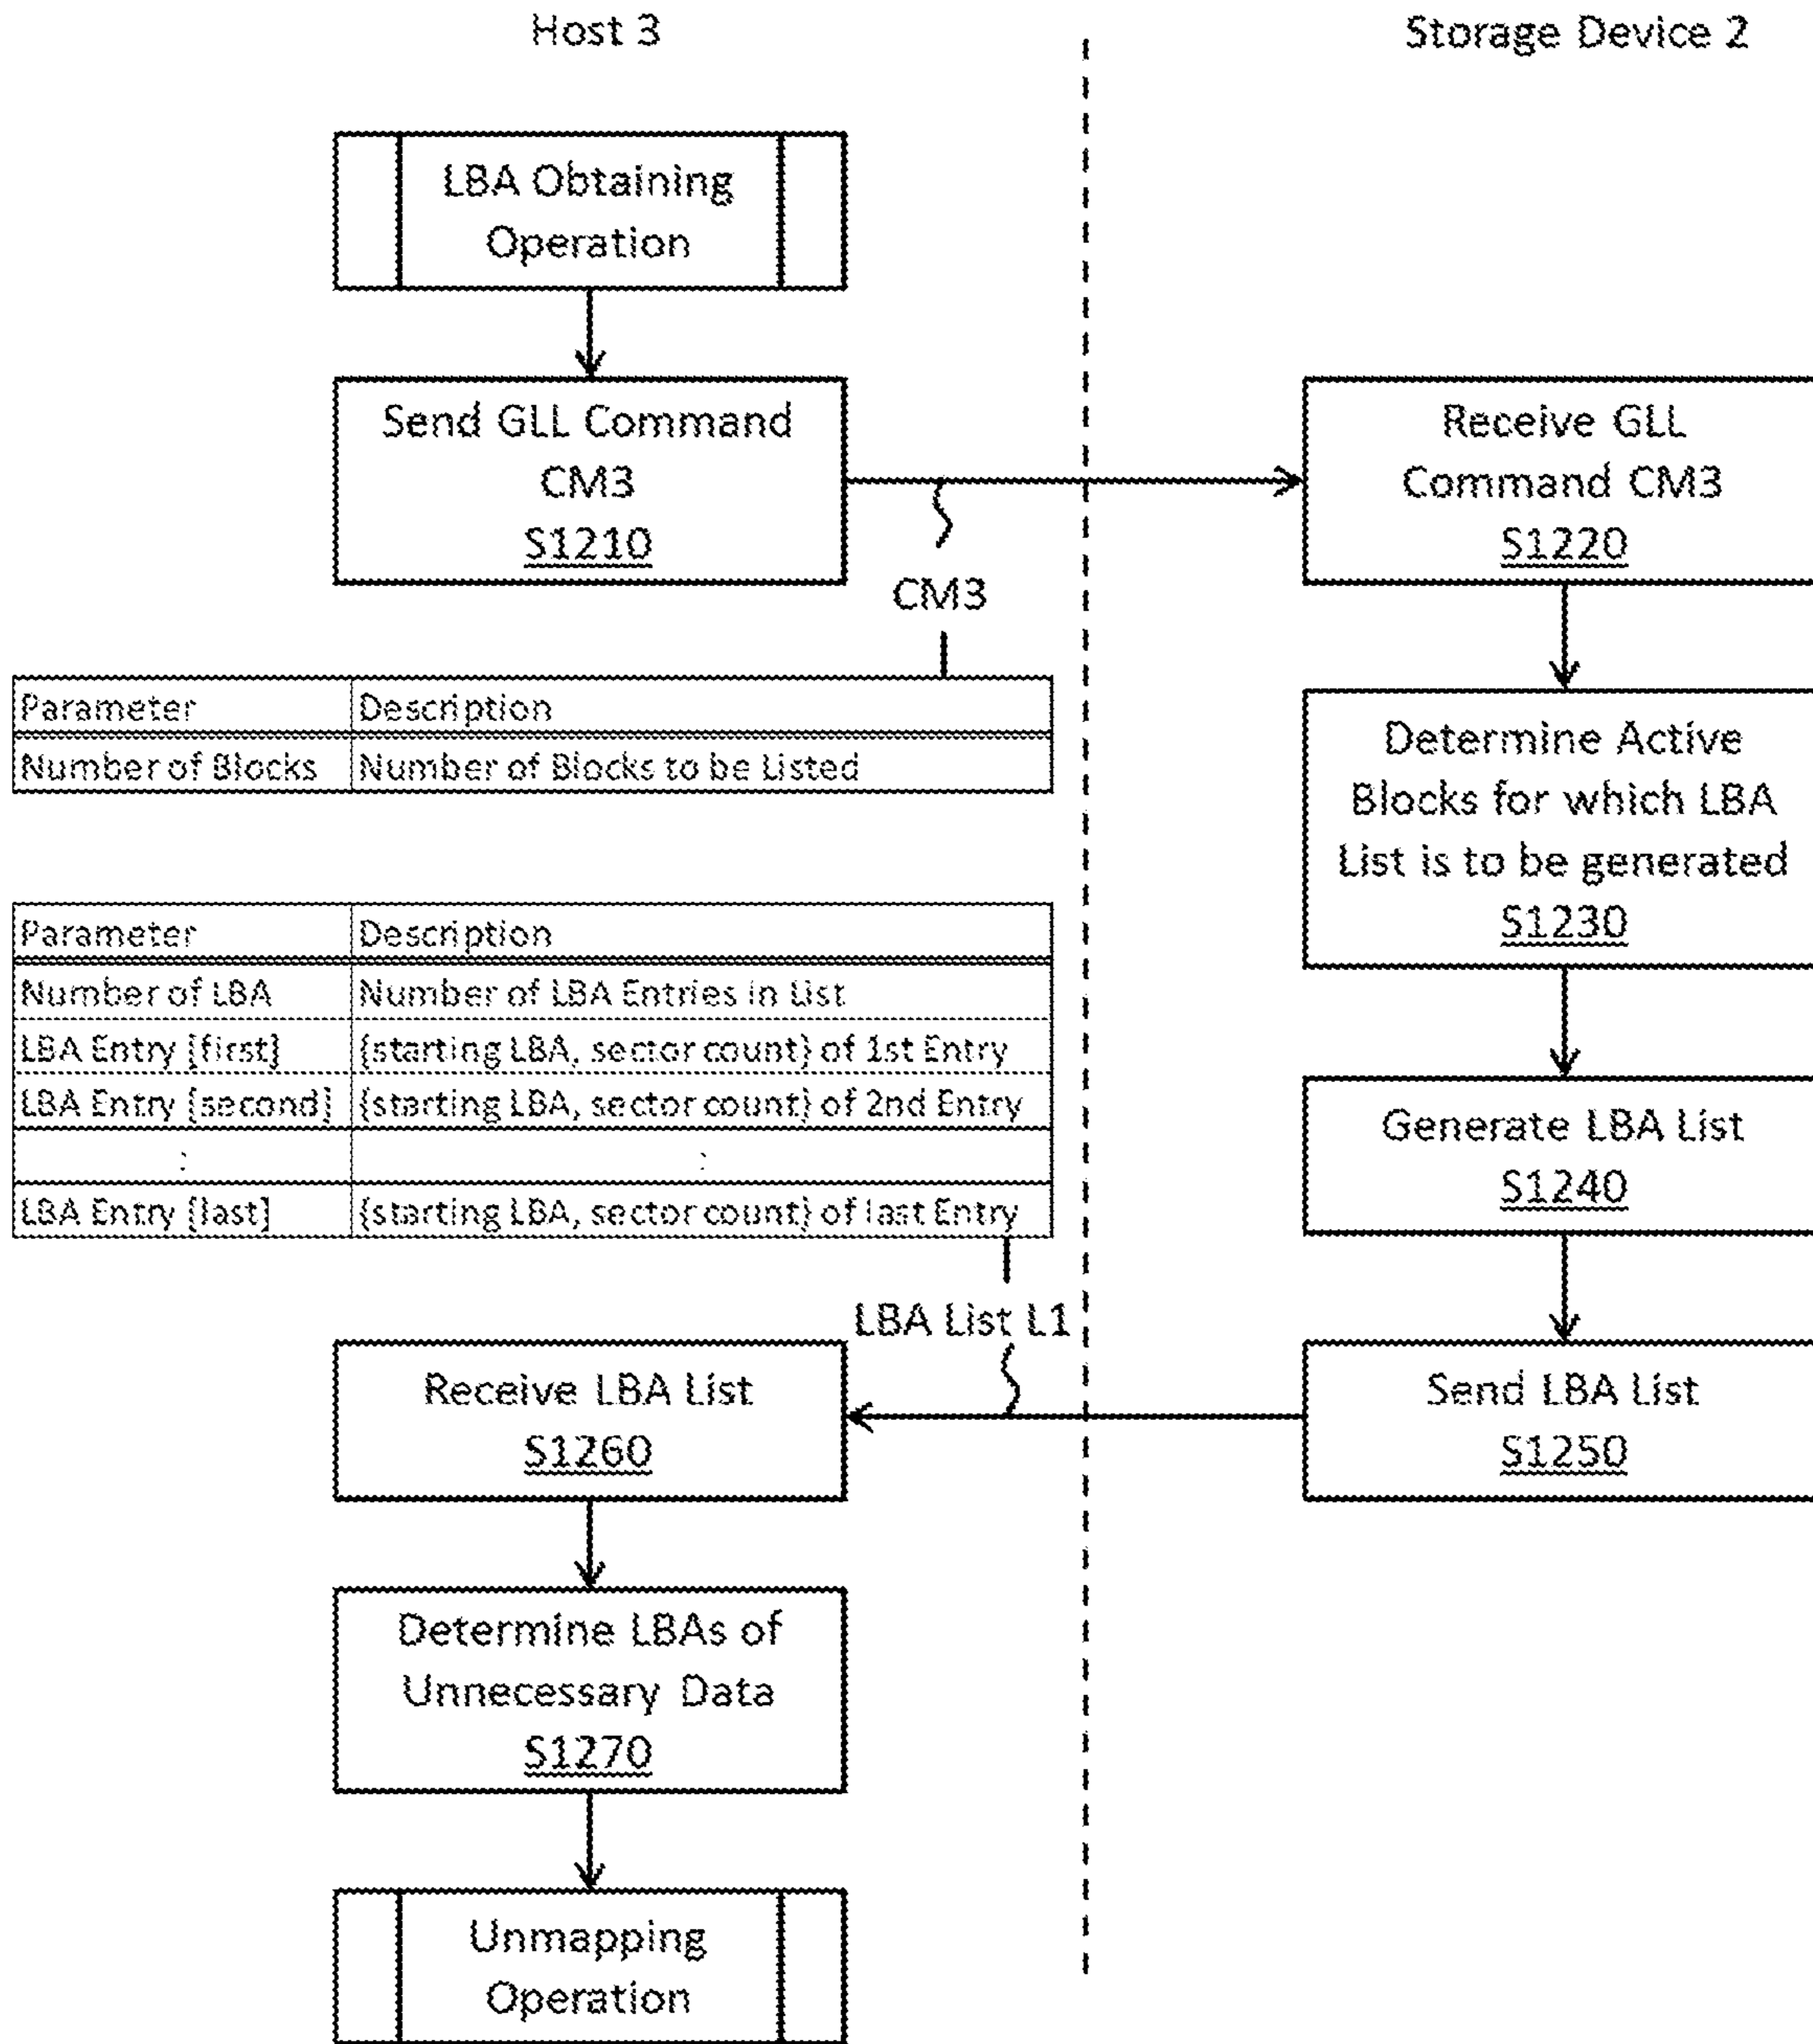 Host 3
Storage Device 2
LBA Obtaining
Operation
Send GLL Command
CM3
S1210
Receive GLL
Command CM3
S1220
CM3
Parameter Description
Number of Blocks Number of Blocks to be Listed
Determine Active
Blocks for which LBA
List is to be generated
S1230
Parameter Description
Number of LBA Number of LBA Entries in List
LBA Entry [first] {starting LBA, sector count} of 1st Entry
LBA Entry [second] {starting LBA, sector count} of 2nd Entry
: :
LBA Entry [last] {starting LBA, sector count} of last Entry
Generate LBA List
S1240
LBA List L1
Receive LBA List
S1260
Send LBA List
S1250
Determine LBAs of
Unnecessary Data
S1270
Unmapping
Operation